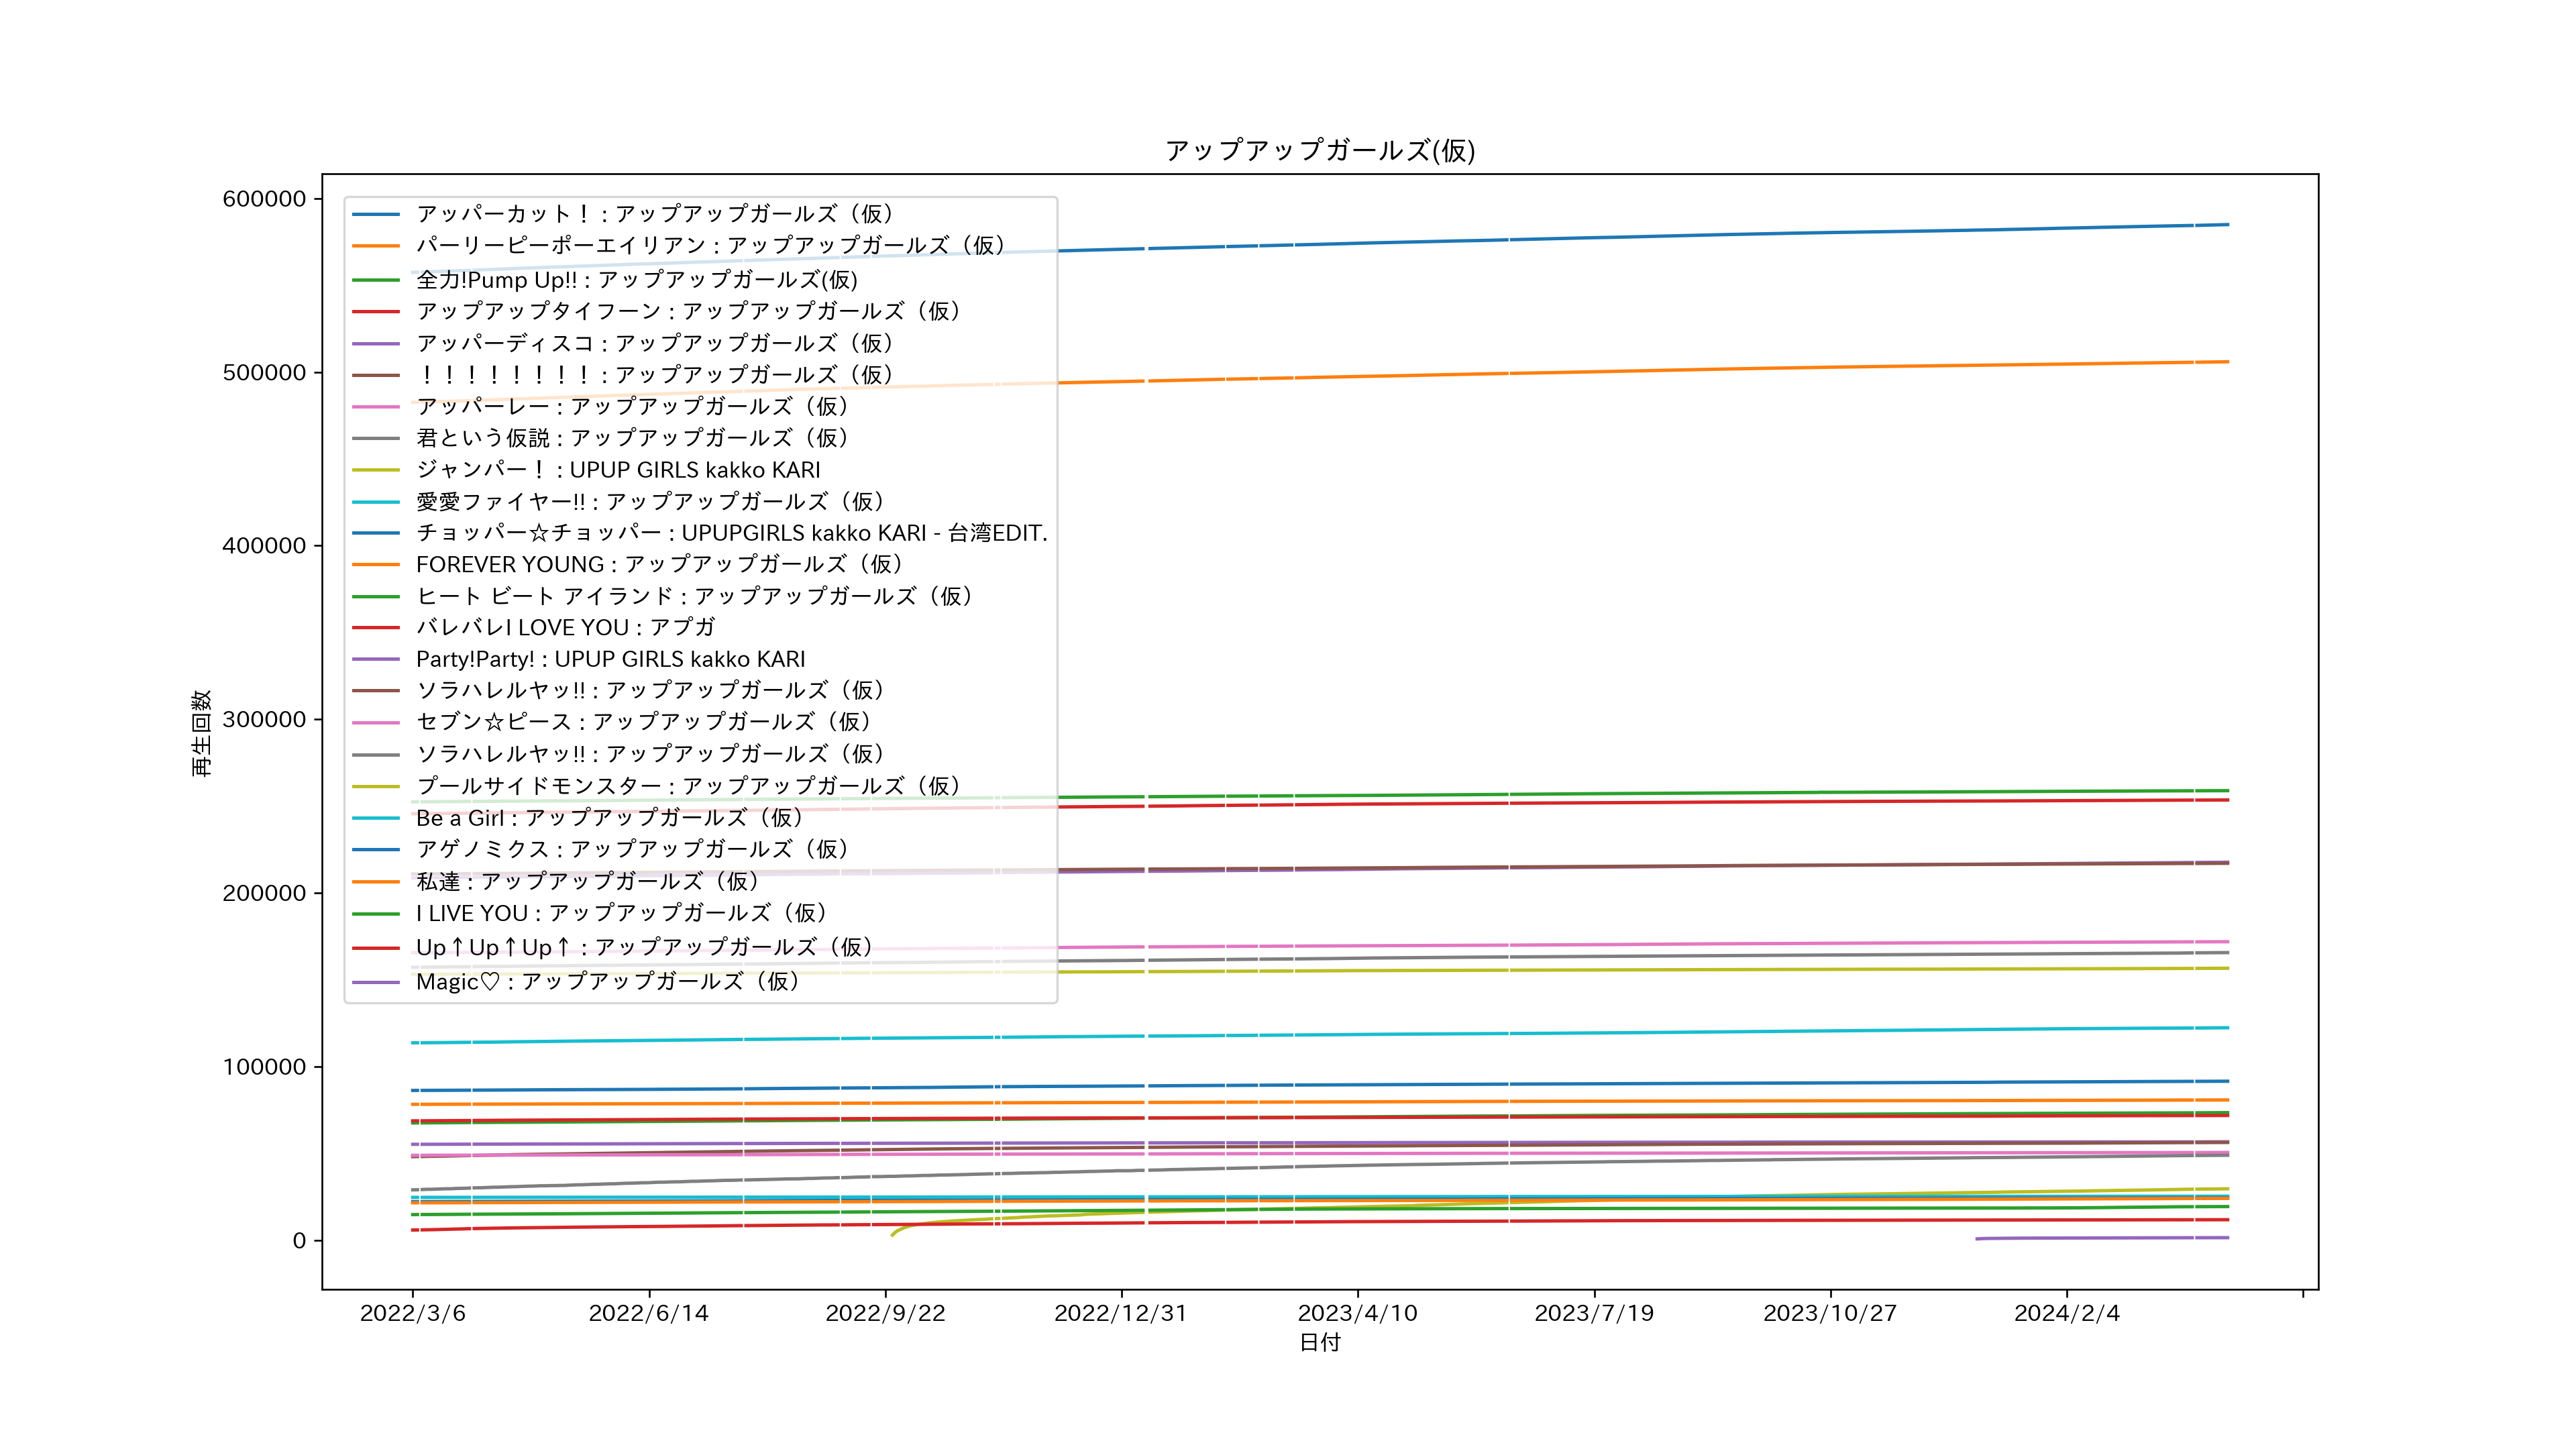 アップアップガールズ(仮)
600000
500000
400000
300000
200000
100000
0
再生回数
アッパーカット！ : アップアップガールズ（仮）
パーリーピーポーエイリアン : アップアップガールズ（仮）
全力!Pump Up!! : アップアップガールズ(仮)
アップアップタイフーン : アップアップガールズ（仮）
アッパーディスコ : アップアップガールズ（仮）
！！！！！！！！ : アップアップガールズ（仮）
アッパーレー : アップアップガールズ（仮）
君という仮説 : アップアップガールズ（仮）
ジャンパー！ : UPUP GIRLS kakko KARI
愛愛ファイヤー!! : アップアップガールズ（仮）
チョッパー☆チョッパー : UPUPGIRLS kakko KARI - 台湾EDIT.
FOREVER YOUNG : アップアップガールズ（仮）
ヒート ビート アイランド : アップアップガールズ（仮）
バレバレI LOVE YOU : アプガ
Party!Party! : UPUP GIRLS kakko KARI
ソラハレルヤッ!! : アップアップガールズ（仮）
セブン☆ピース : アップアップガールズ（仮）
ソラハレルヤッ!! : アップアップガールズ（仮）
プールサイドモンスター : アップアップガールズ（仮）
Be a Girl : アップアップガールズ（仮）
アゲノミクス : アップアップガールズ（仮）
私達 : アップアップガールズ（仮）
I LIVE YOU : アップアップガールズ（仮）
Up↑Up↑Up↑ : アップアップガールズ（仮）
Magic♡ : アップアップガールズ（仮）
2022/3/6 2022/6/14 2022/9/22 2022/12/31 2023/4/10 2023/7/19 2023/10/27 2024/2/4
日付